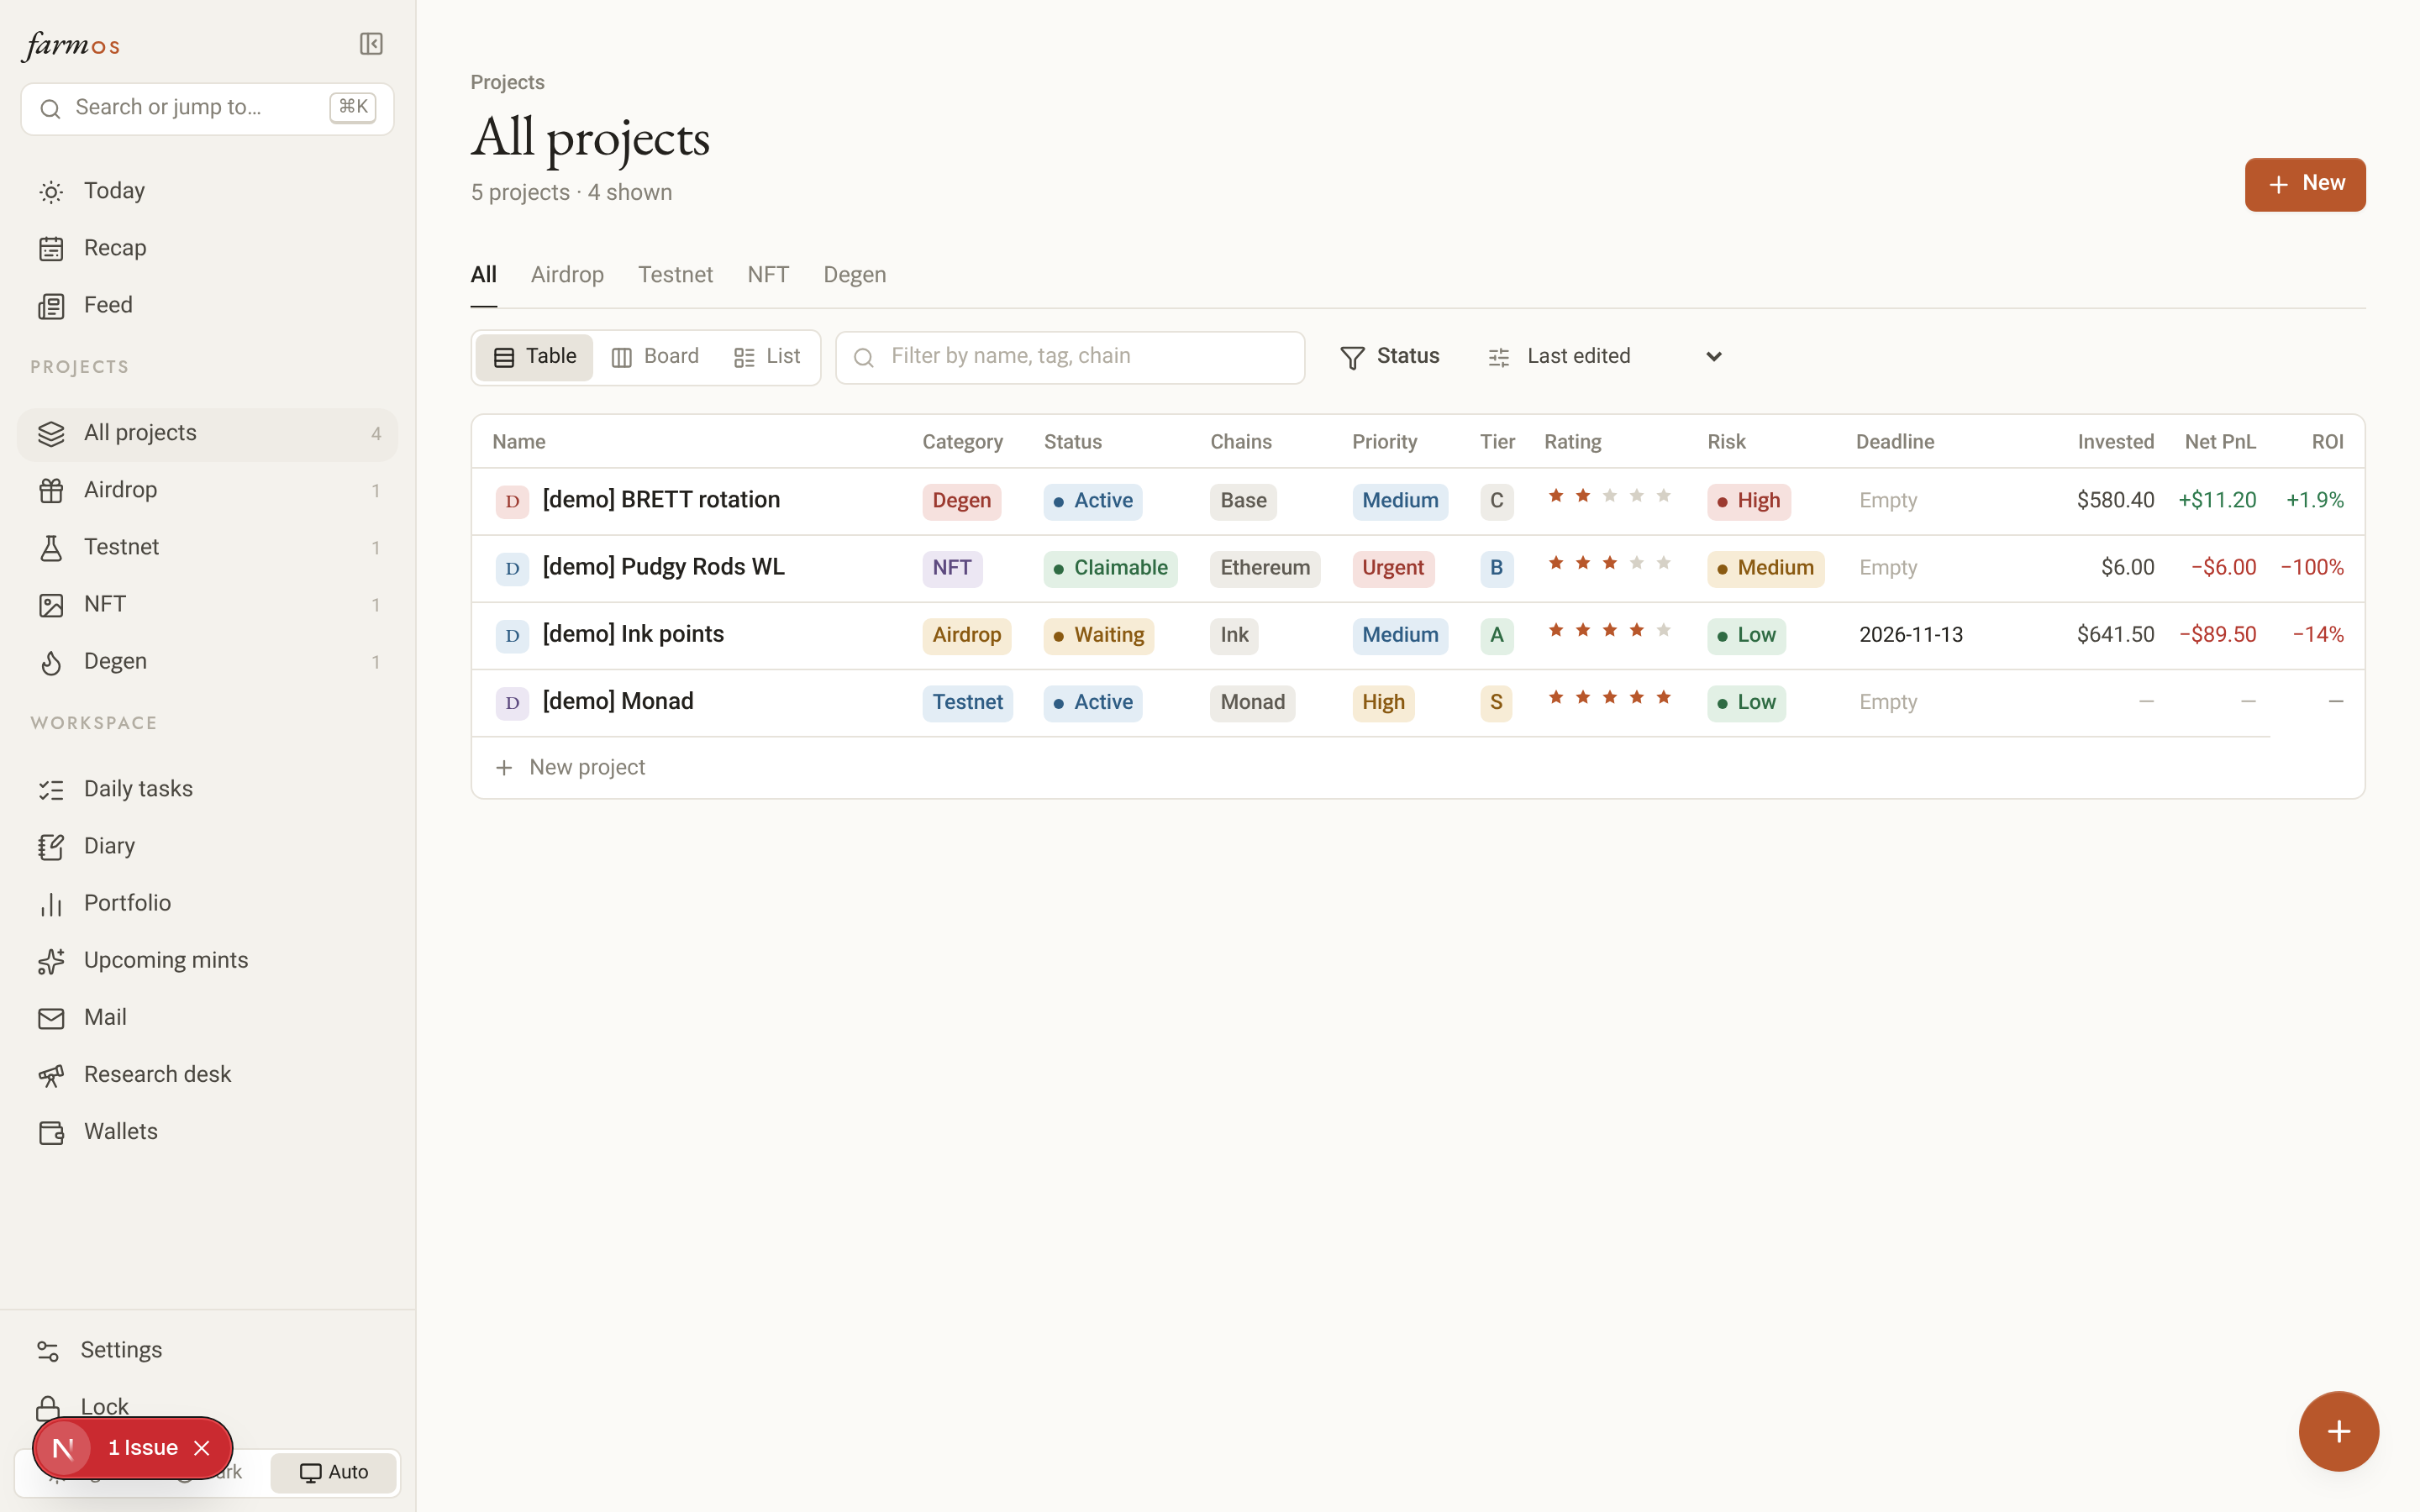 farmos
Search or jump to... ⌘K
Today
Recap
Feed
PROJECTS
All projects 4
Airdrop 1
Testnet 1
NFT 1
Degen 1
WORKSPACE
Daily tasks
Diary
Portfolio
Upcoming mints
Mail
Research desk
Wallets
Settings
Lock
N 1 Issue
rk Auto
Projects
All projects
5 projects · 4 shown
+ New
All Airdrop Testnet NFT Degen
Table Board List Filter by name, tag, chain Status Last edited
Name Category Status Chains Priority Tier Rating Risk Deadline Invested Net PnL ROI
D [demo] BRETT rotation Degen Active Base Medium C High Empty $580.40 +$11.20 +1.9%
D [demo] Pudgy Rods WL NFT Claimable Ethereum Urgent B Medium Empty $6.00 −$6.00 −100%
D [demo] Ink points Airdrop Waiting Ink Medium A Low 2026-11-13 $641.50 −$89.50 −14%
D [demo] Monad Testnet Active Monad High S Low Empty — — —
+ New project